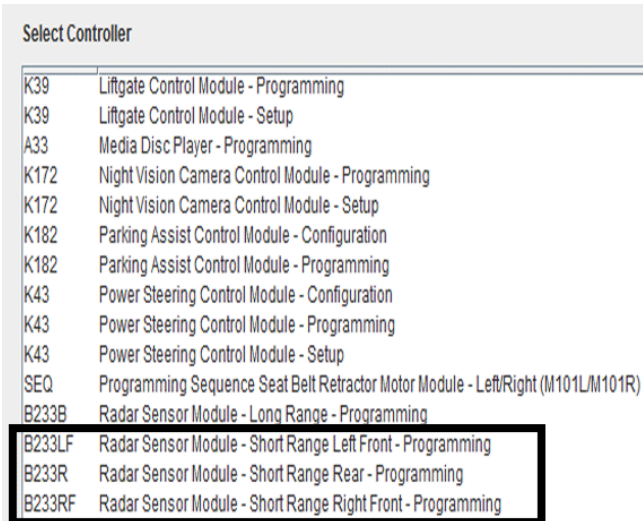 Select Controller
K39 Liftgate Control Module - Programming
K39 Liftgate Control Module - Setup
A33 Media Disc Player - Programming
K172 Night Vision Camera Control Module - Programming
K172 Night Vision Camera Control Module - Setup
K182 Parking Assist Control Module - Configuration
K182 Parking Assist Control Module - Programming
K43 Power Steering Control Module - Configuration
K43 Power Steering Control Module - Programming
K43 Power Steering Control Module - Setup
SEQ Programming Sequence Seat Belt Retractor Motor Module - Left/Right (M101L/M101R)
B233B Radar Sensor Module - Long Range - Programming
B233LF Radar Sensor Module - Short Range Left Front - Programming
B233R Radar Sensor Module - Short Range Rear - Programming
B233RF Radar Sensor Module - Short Range Right Front - Programming